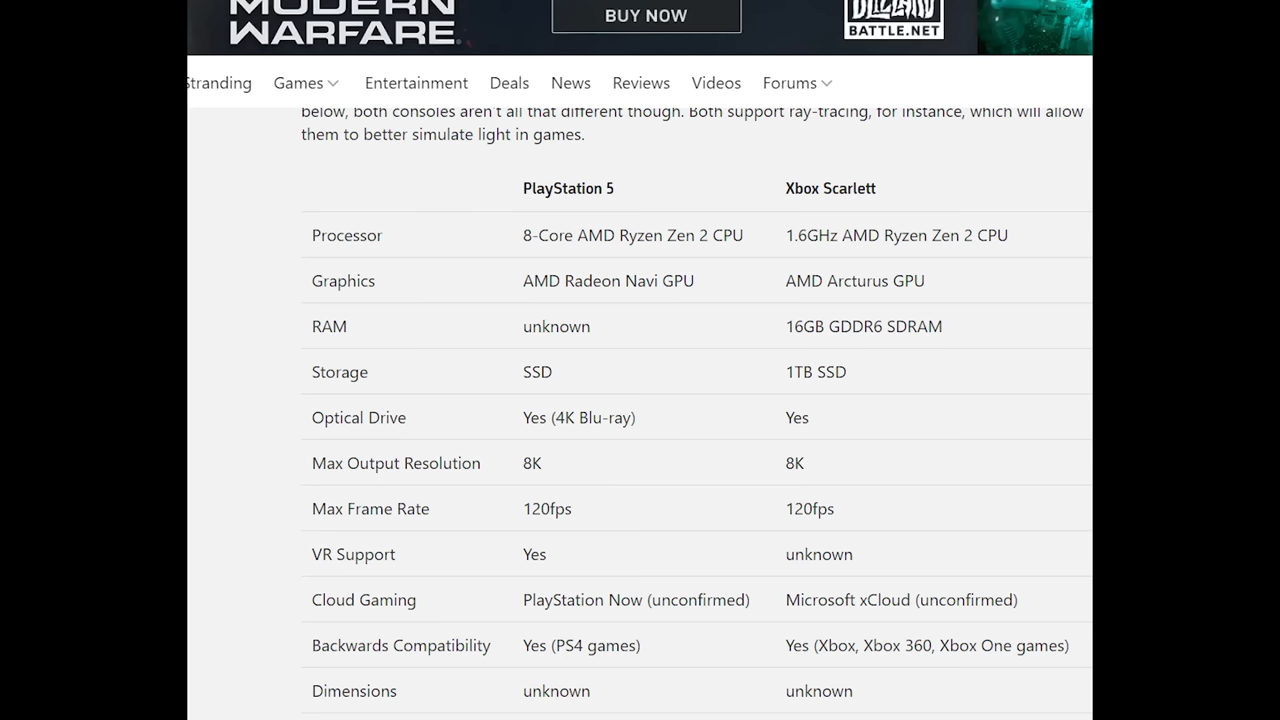 MODERN
WARFARE
BUY NOW
BLIZZARD
BATTLE.NET
Stranding Games Entertainment Deals News Reviews Videos Forums
below, both consoles aren't all that different though. Both support ray-tracing, for instance, which will allow
them to better simulate light in games.
PlayStation 5 Xbox Scarlett
Processor 8-Core AMD Ryzen Zen 2 CPU 1.6GHz AMD Ryzen Zen 2 CPU
Graphics AMD Radeon Navi GPU AMD Arcturus GPU
RAM unknown 16GB GDDR6 SDRAM
Storage SSD 1TB SSD
Optical Drive Yes (4K Blu-ray) Yes
Max Output Resolution 8K 8K
Max Frame Rate 120fps 120fps
VR Support Yes unknown
Cloud Gaming PlayStation Now (unconfirmed) Microsoft xCloud (unconfirmed)
Backwards Compatibility Yes (PS4 games) Yes (Xbox, Xbox 360, Xbox One games)
Dimensions unknown unknown